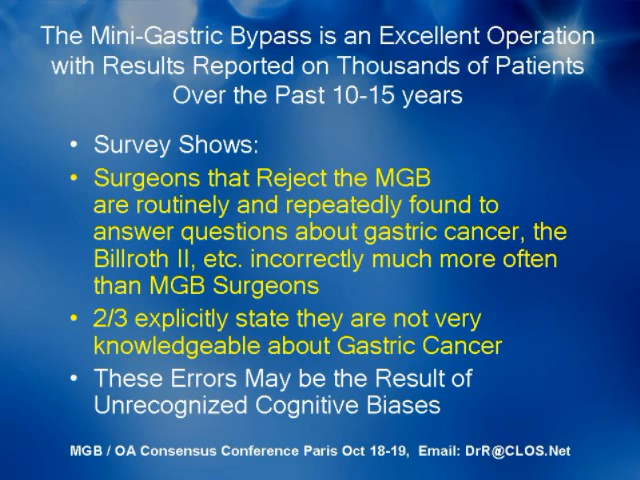 The Mini-Gastric Bypass is an Excellent Operation
with Results Reported on Thousands of Patients
Over the Past 10-15 years
• Survey Shows:
• Surgeons that Reject the MGB
are routinely and repeatedly found to
answer questions about gastric cancer, the
Billroth II, etc. incorrectly much more often
than MGB Surgeons
• 2/3 explicitly state they are not very
knowledgeable about Gastric Cancer
• These Errors May be the Result of
Unrecognized Cognitive Biases
MGB / OA Consensus Conference Paris Oct 18-19, Email: DrR@CLOS.Net